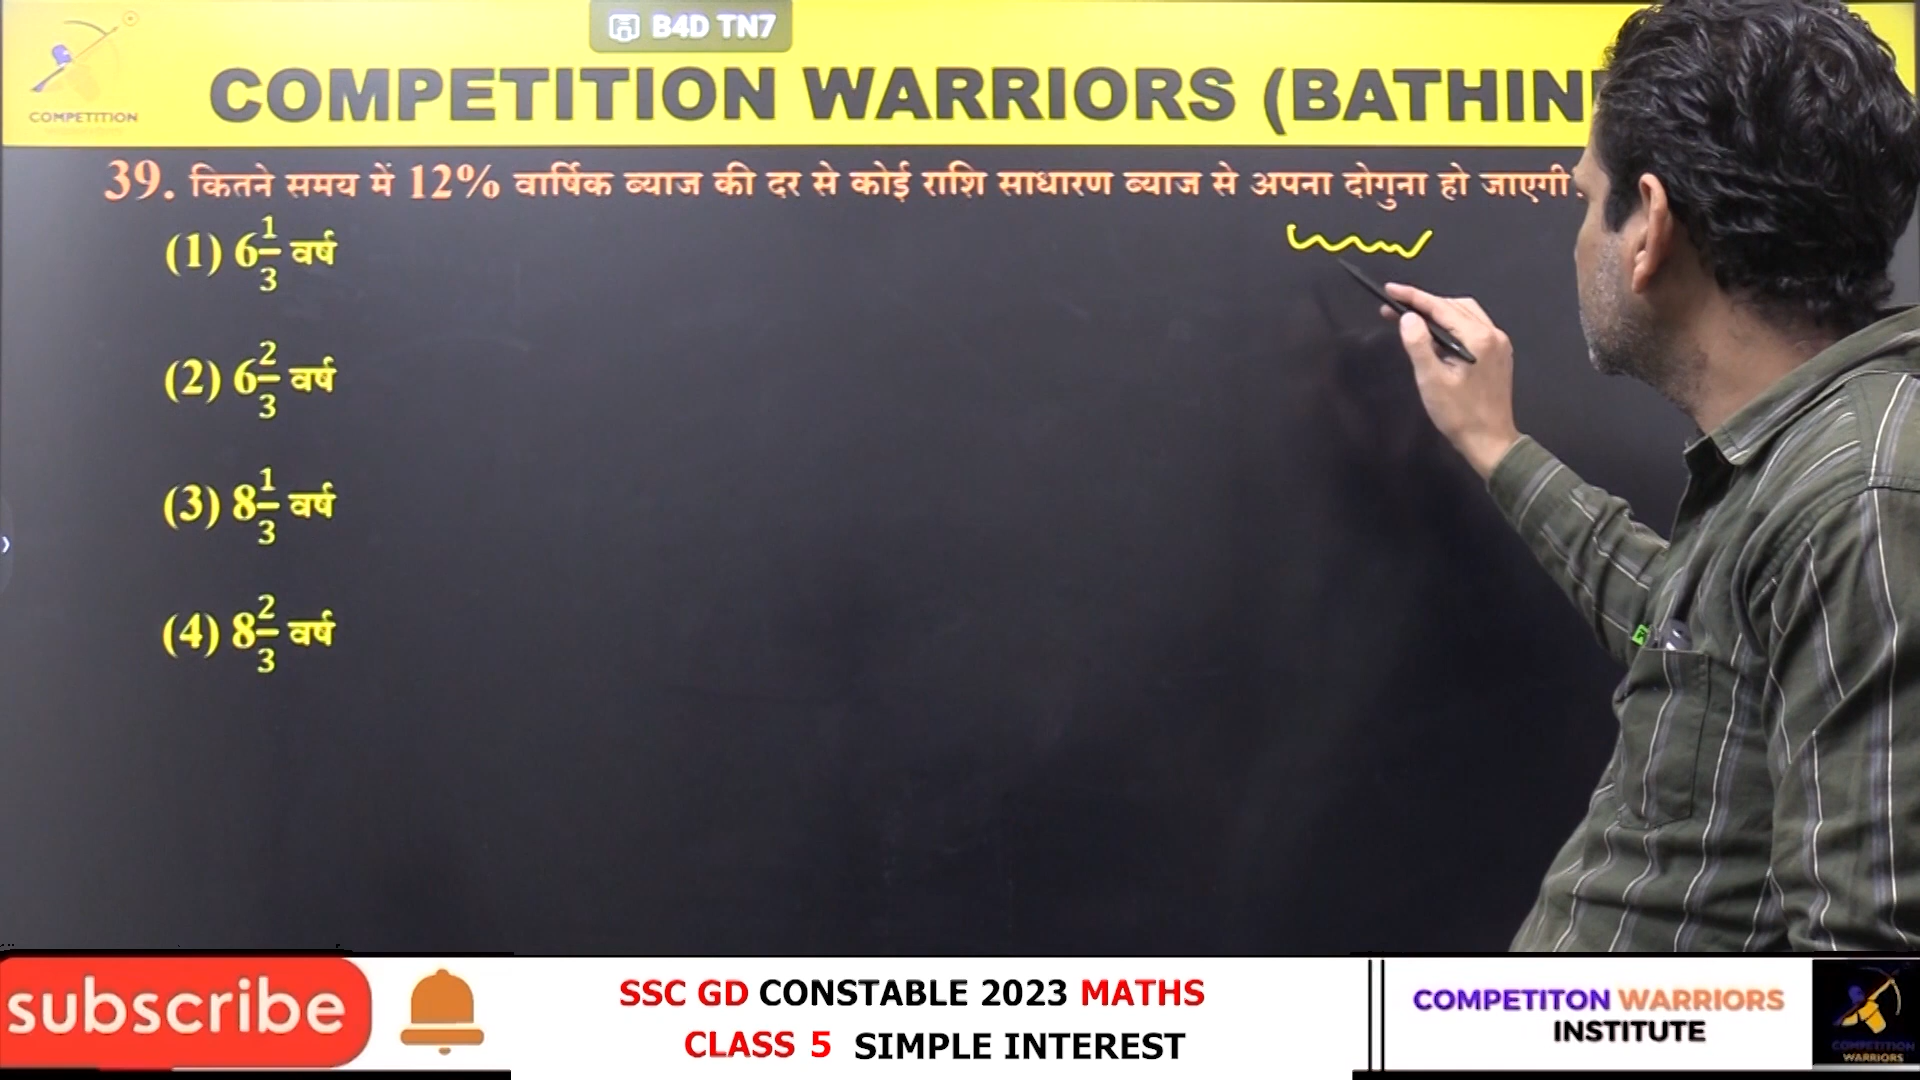 B4D TN7
COMPETITION
COMPETITION WARRIORS (BATHIN
39. कितने समय में 12% वार्षिक ब्याज की दर से कोई राशि साधारण ब्याज से अपना दोगुना हो जाएगी
(1) 6 1/3 वर्ष
(2) 6 2/3 वर्ष
(3) 8 1/3 वर्ष
(4) 8 2/3 वर्ष
subscribe
SSC GD CONSTABLE 2023 MATHS
CLASS 5 SIMPLE INTEREST
COMPETITON WARRIORS
INSTITUTE
COMPETITION
WARRIORS